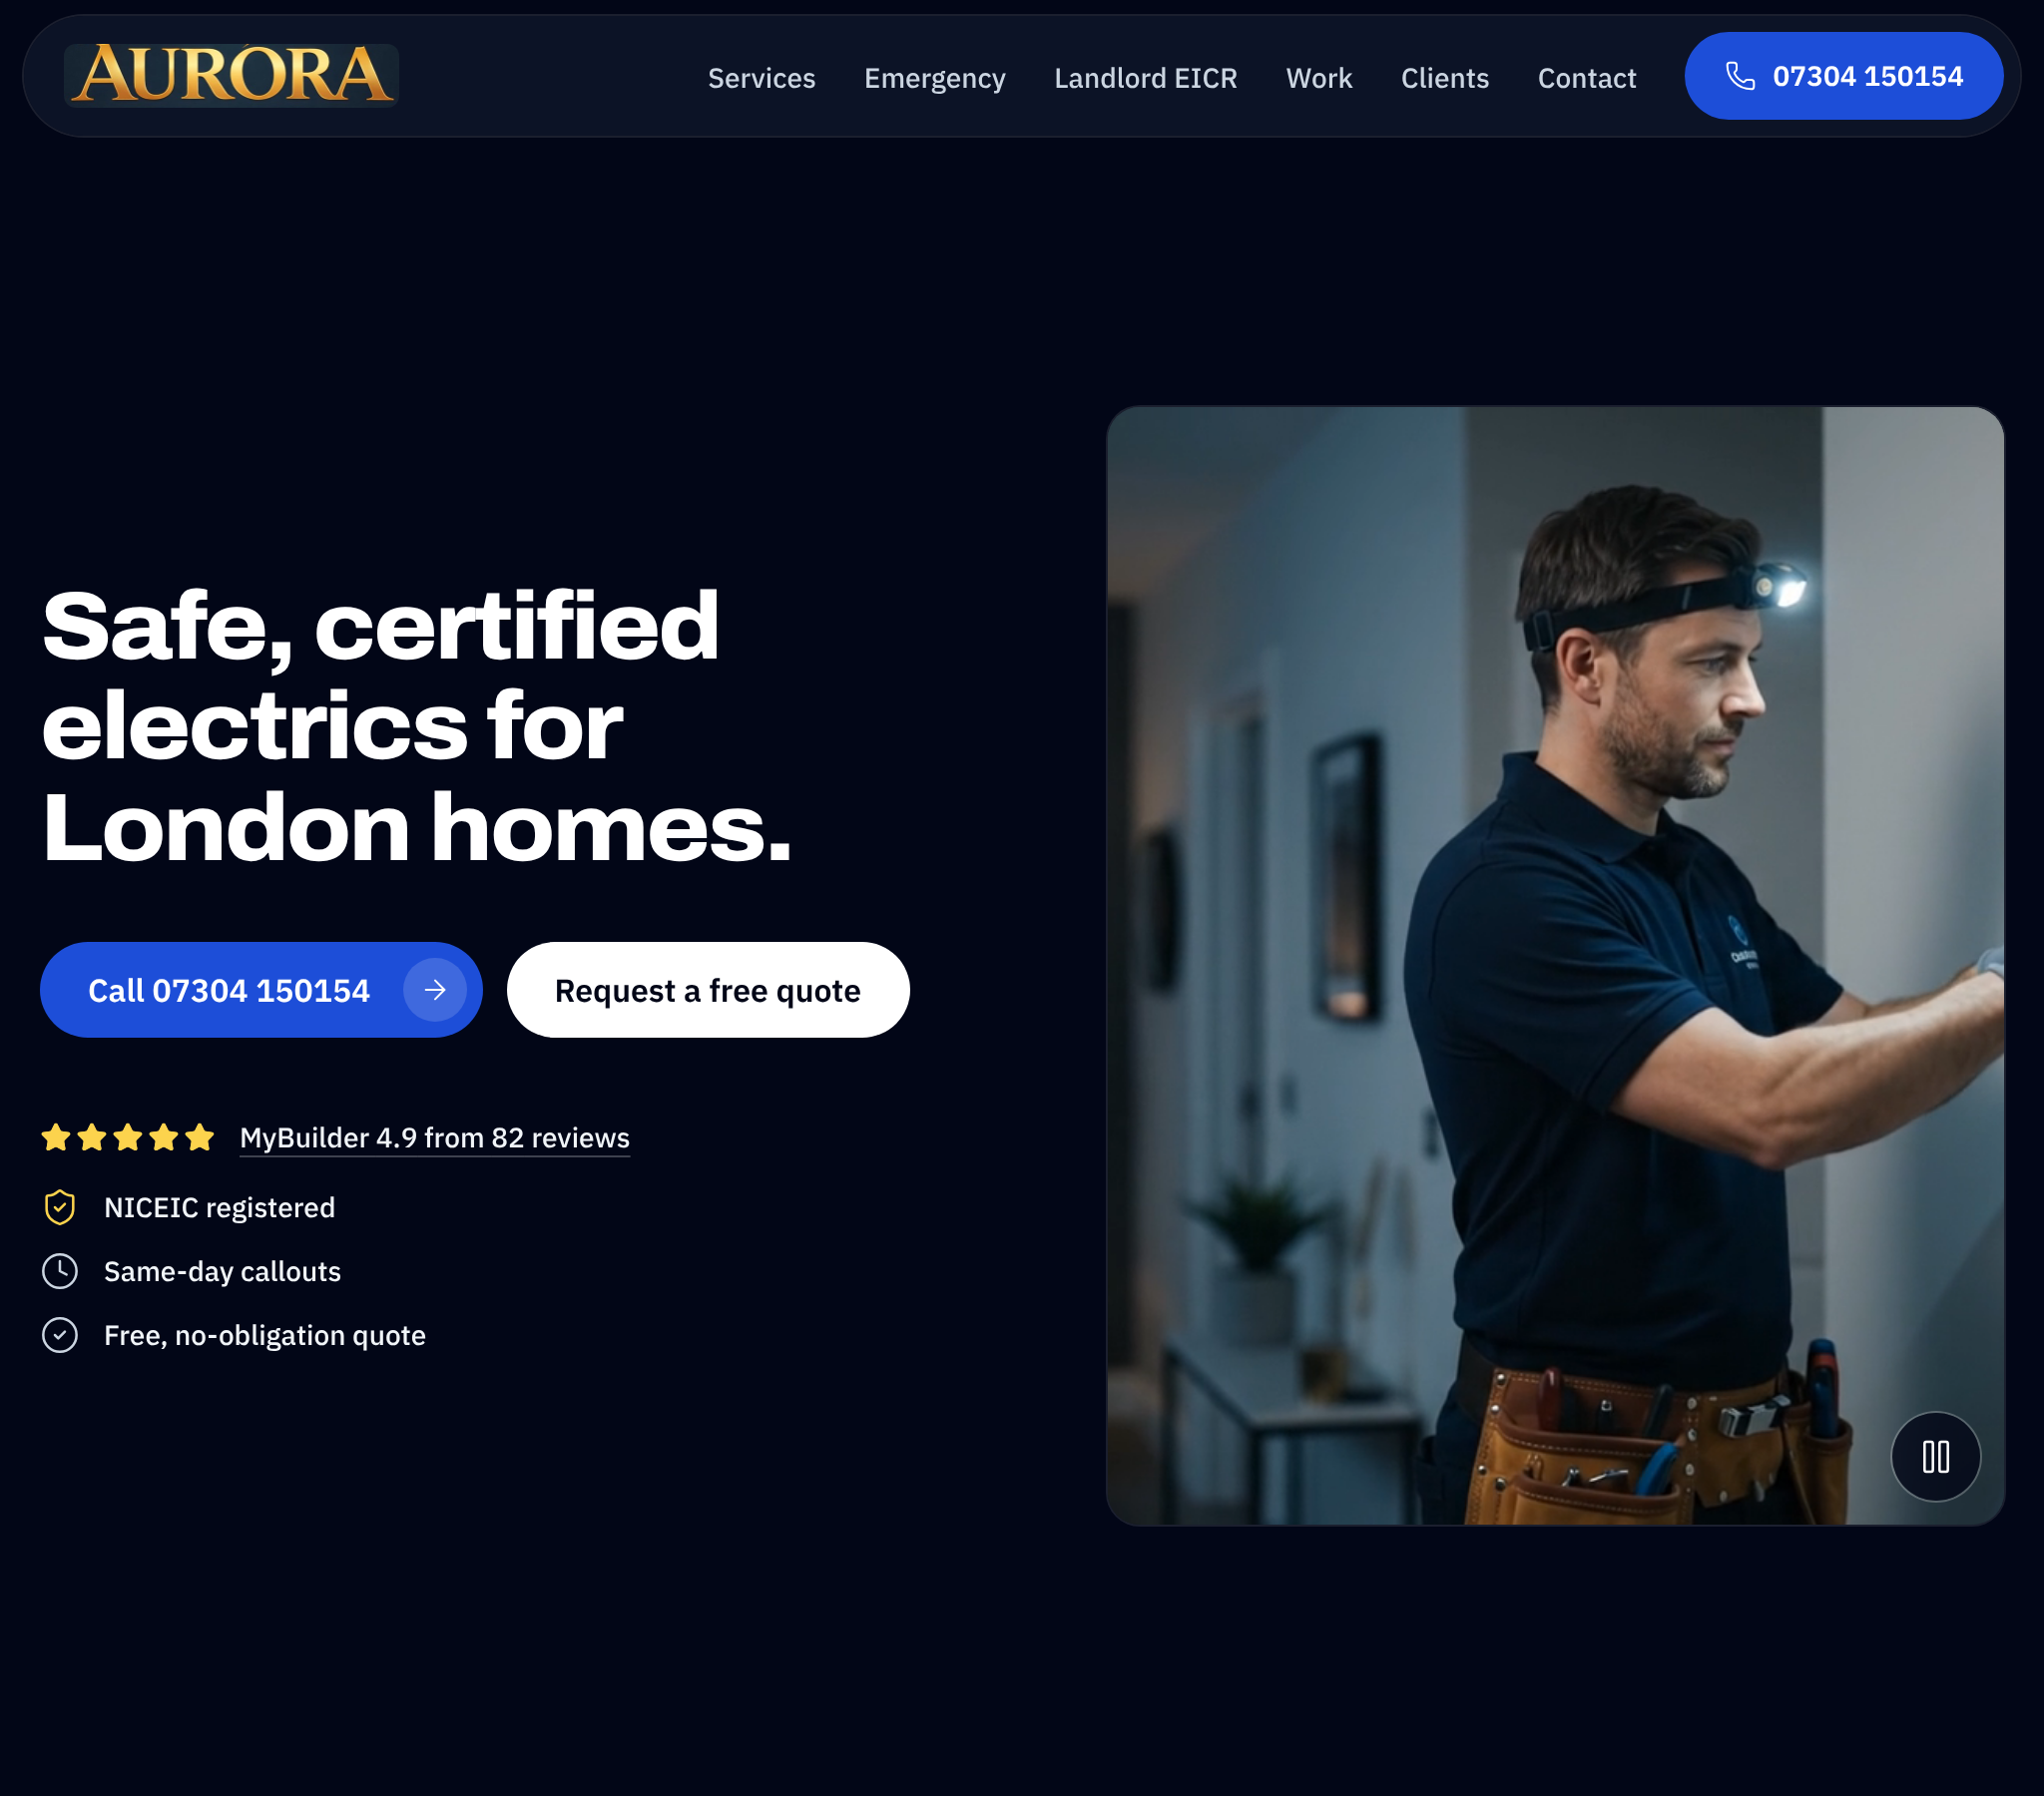 AURORA
Services
Emergency
Landlord EICR
Work
Clients
Contact
07304 150154
Safe, certified
electrics for
London homes.
Call 07304 150154
Request a free quote
MyBuilder 4.9 from 82 reviews
NICEIC registered
Same-day callouts
Free, no-obligation quote